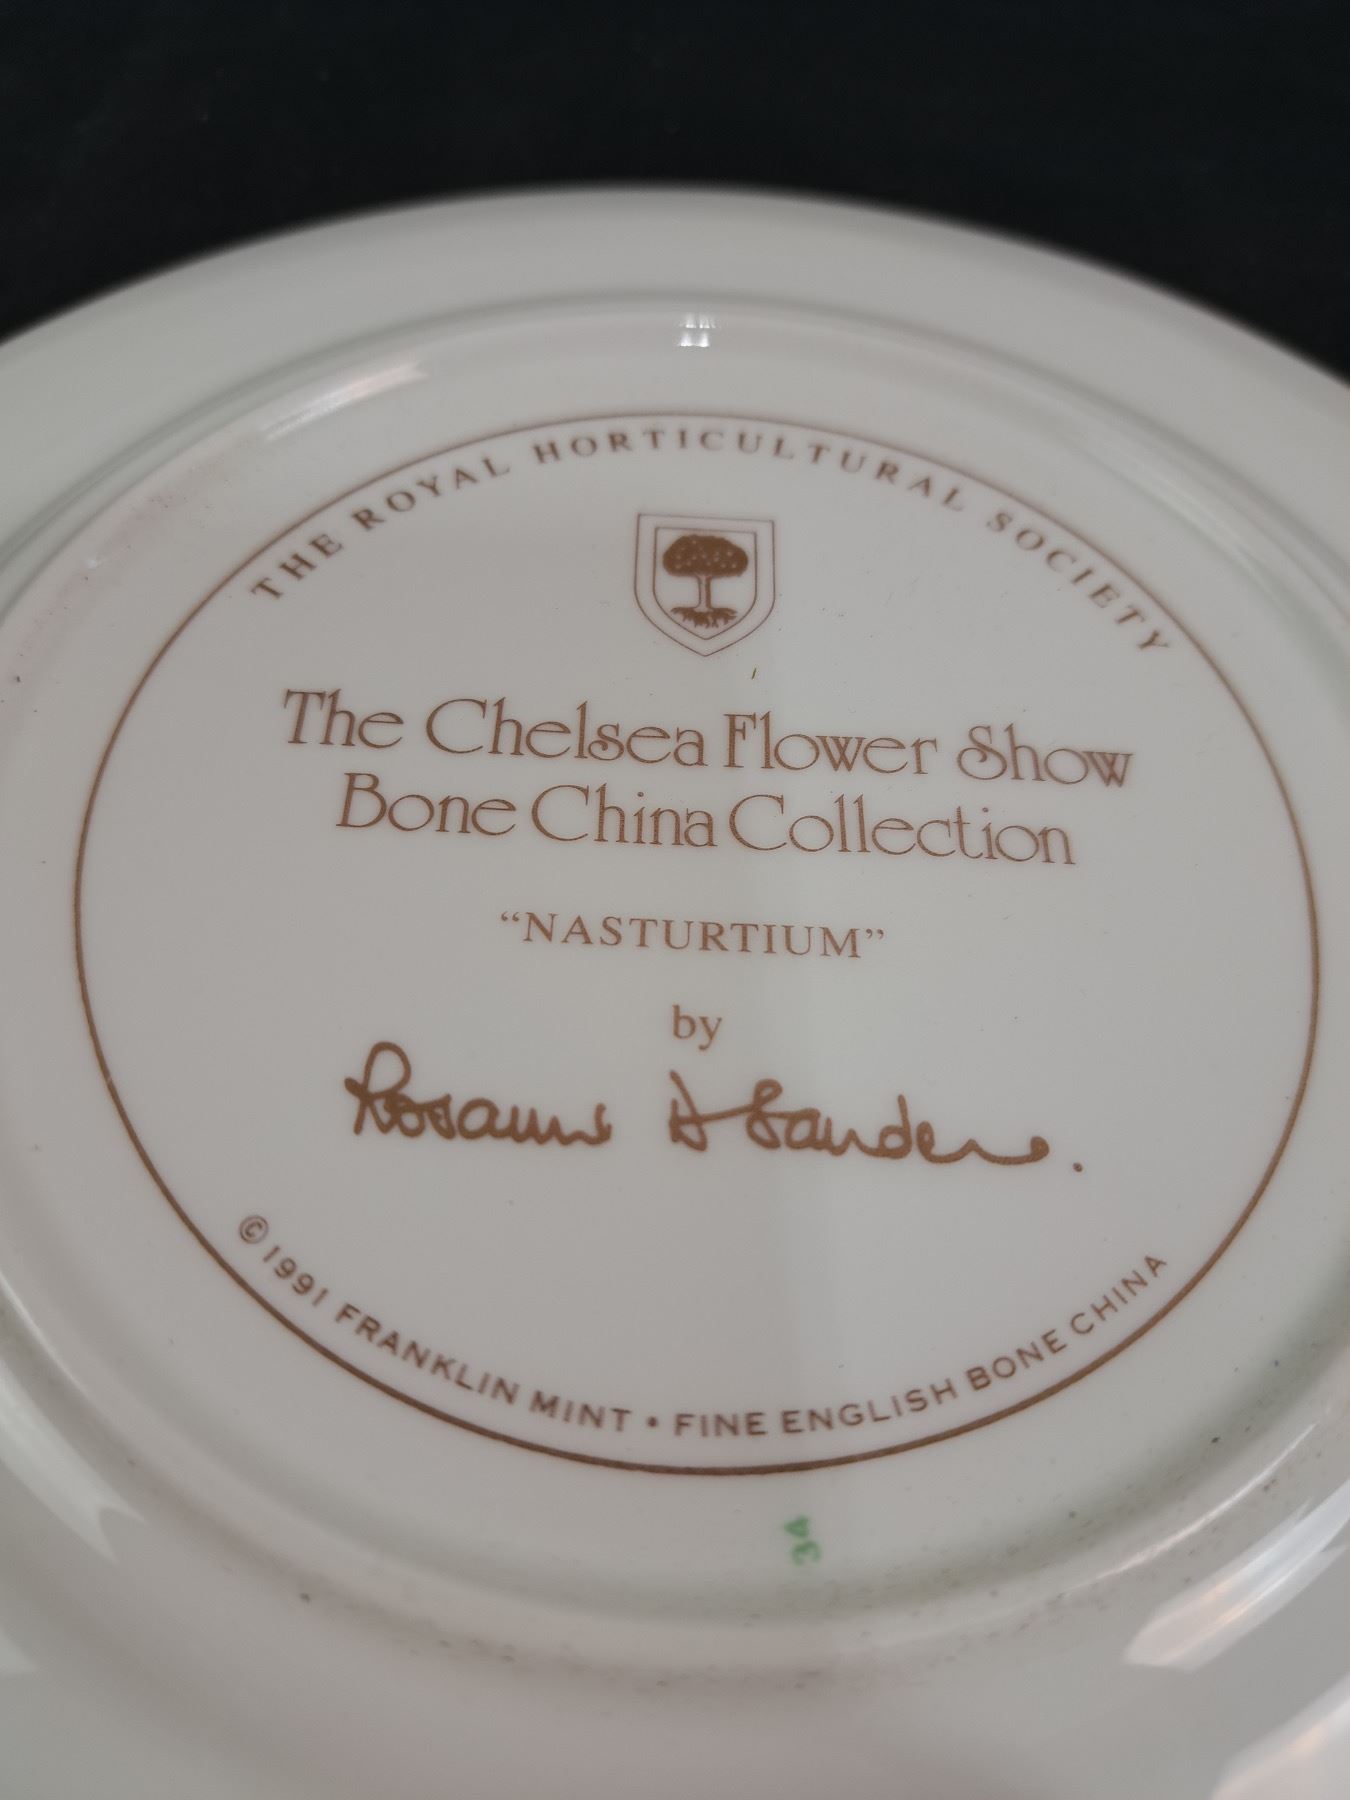 THE ROYAL HORTICULTURAL SOCIETY
The Chelsea Flower Show
Bone China Collection
“NASTURTIUM”
by
Rosanne D Sanders.
© 1991 FRANKLIN MINT • FINE ENGLISH BONE CHINA
34